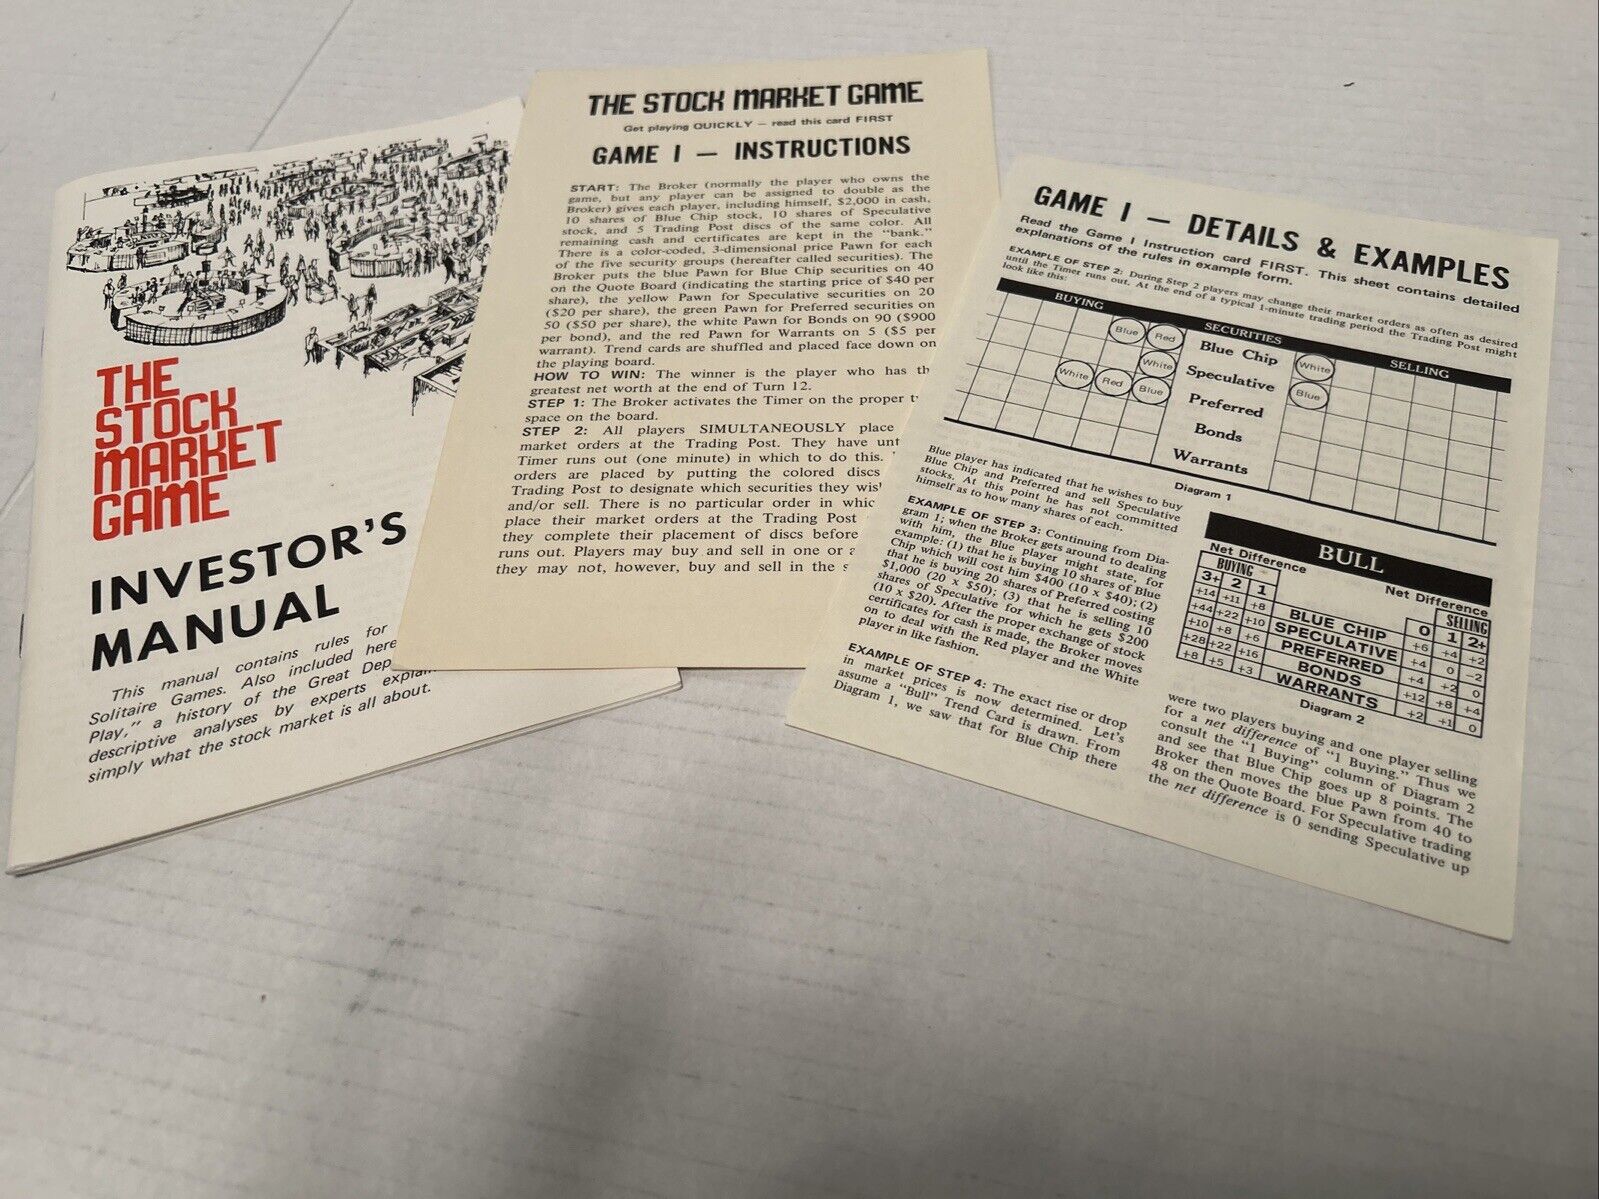 THE
STOCK
MARKET
GAME
INVESTOR'S
MANUAL
This manual contains rules for
Solitaire Games. Also included here
Play," a history of the Great Dep
descriptive analyses by experts explai
simply what the stock market is all about.
THE STOCK MARKET GAME
Get playing QUICKLY — read this card FIRST
GAME I — INSTRUCTIONS
START: The Broker (normally the player who owns the
game, but any player can be assigned to double as the
Broker) gives each player, including himself, $2,000 in cash,
10 shares of Blue Chip stock, 10 shares of Speculative
stock, and 5 Trading Post discs of the same color. All
remaining cash and certificates are kept in the "bank."
There is a color-coded, 3-dimensional price Pawn for each
of the five security groups (hereafter called securities). The
Broker puts the blue Pawn for Blue Chip securities on 40
on the Quote Board (indicating the starting price of $40 per
share), the yellow Pawn for Speculative securities on 20
($20 per share), the green Pawn for Preferred securities on
50 ($50 per share), the white Pawn for Bonds on 90 ($900
per bond), and the red Pawn for Warrants on 5 ($5 per
warrant). Trend cards are shuffled and placed face down on
the playing board.
HOW TO WIN: The winner is the player who has th
greatest net worth at the end of Turn 12.
STEP 1: The Broker activates the Timer on the proper t
space on the board.
STEP 2: All players SIMULTANEOUSLY place
market orders at the Trading Post. They have unt
Timer runs out (one minute) in which to do this.
orders are placed by putting the colored discs
Trading Post to designate which securities they wis
and/or sell. There is no particular order in whic
place their market orders at the Trading Post
they complete their placement of discs before
runs out. Players may buy and sell in one or a
they may not, however, buy and sell in the s
GAME I — DETAILS & EXAMPLES
Read the Game I Instruction card FIRST. This sheet contains detailed
explanations of the rules in example form.
EXAMPLE OF STEP 2: During Step 2 players may change their market orders as often as desired
until the Timer runs out. At the end of a typical 1-minute trading period the Trading Post might
look like this:
BUYING SECURITIES SELLING
Blue Red Blue Chip White
White Speculative Blue
White Red Blue Preferred
Bonds
Warrants
Diagram 1
Blue player has indicated that he wishes to buy
Blue Chip and Preferred and sell Speculative
stocks. At this point he has not committed
himself as to how many shares of each.
EXAMPLE OF STEP 3: Continuing from Dia-
gram 1; when the Broker gets around to dealing
with him, the Blue player might state, for
example: (1) that he is buying 10 shares of Blue
Chip which will cost him $400 (10 x $40); (2)
that he is buying 20 shares of Preferred costing
$1,000 (20 x $50); (3) that he is selling 10
shares of Speculative for which he gets $200
(10 x $20). After the proper exchange of stock
certificates for cash is made, the Broker moves
on to deal with the Red player and the White
player in like fashion.
EXAMPLE OF STEP 4: The exact rise or drop
in market prices is now determined. Let's
assume a "Bull" Trend Card is drawn. From
Diagram 1, we saw that for Blue Chip there
BULL
Net Difference Net Difference
BUYING SELLING
3+ 2 1 0 1 2+
+14 +11 +8 BLUE CHIP +6 +4 +2
+44 +22 +10 SPECULATIVE +4 0 -2
+10 +8 +6 PREFERRED +4 +2 0
+28 +22 +16 BONDS +12 +8 +4
+8 +5 +3 WARRANTS +2 +1 0
Diagram 2
were two players buying and one player selling
for a net difference of "1 Buying." Thus we
consult the "1 Buying" column of Diagram 2
and see that Blue Chip goes up 8 points. The
Broker then moves the blue Pawn from 40 to
48 on the Quote Board. For Speculative trading
the net difference is 0 sending Speculative up